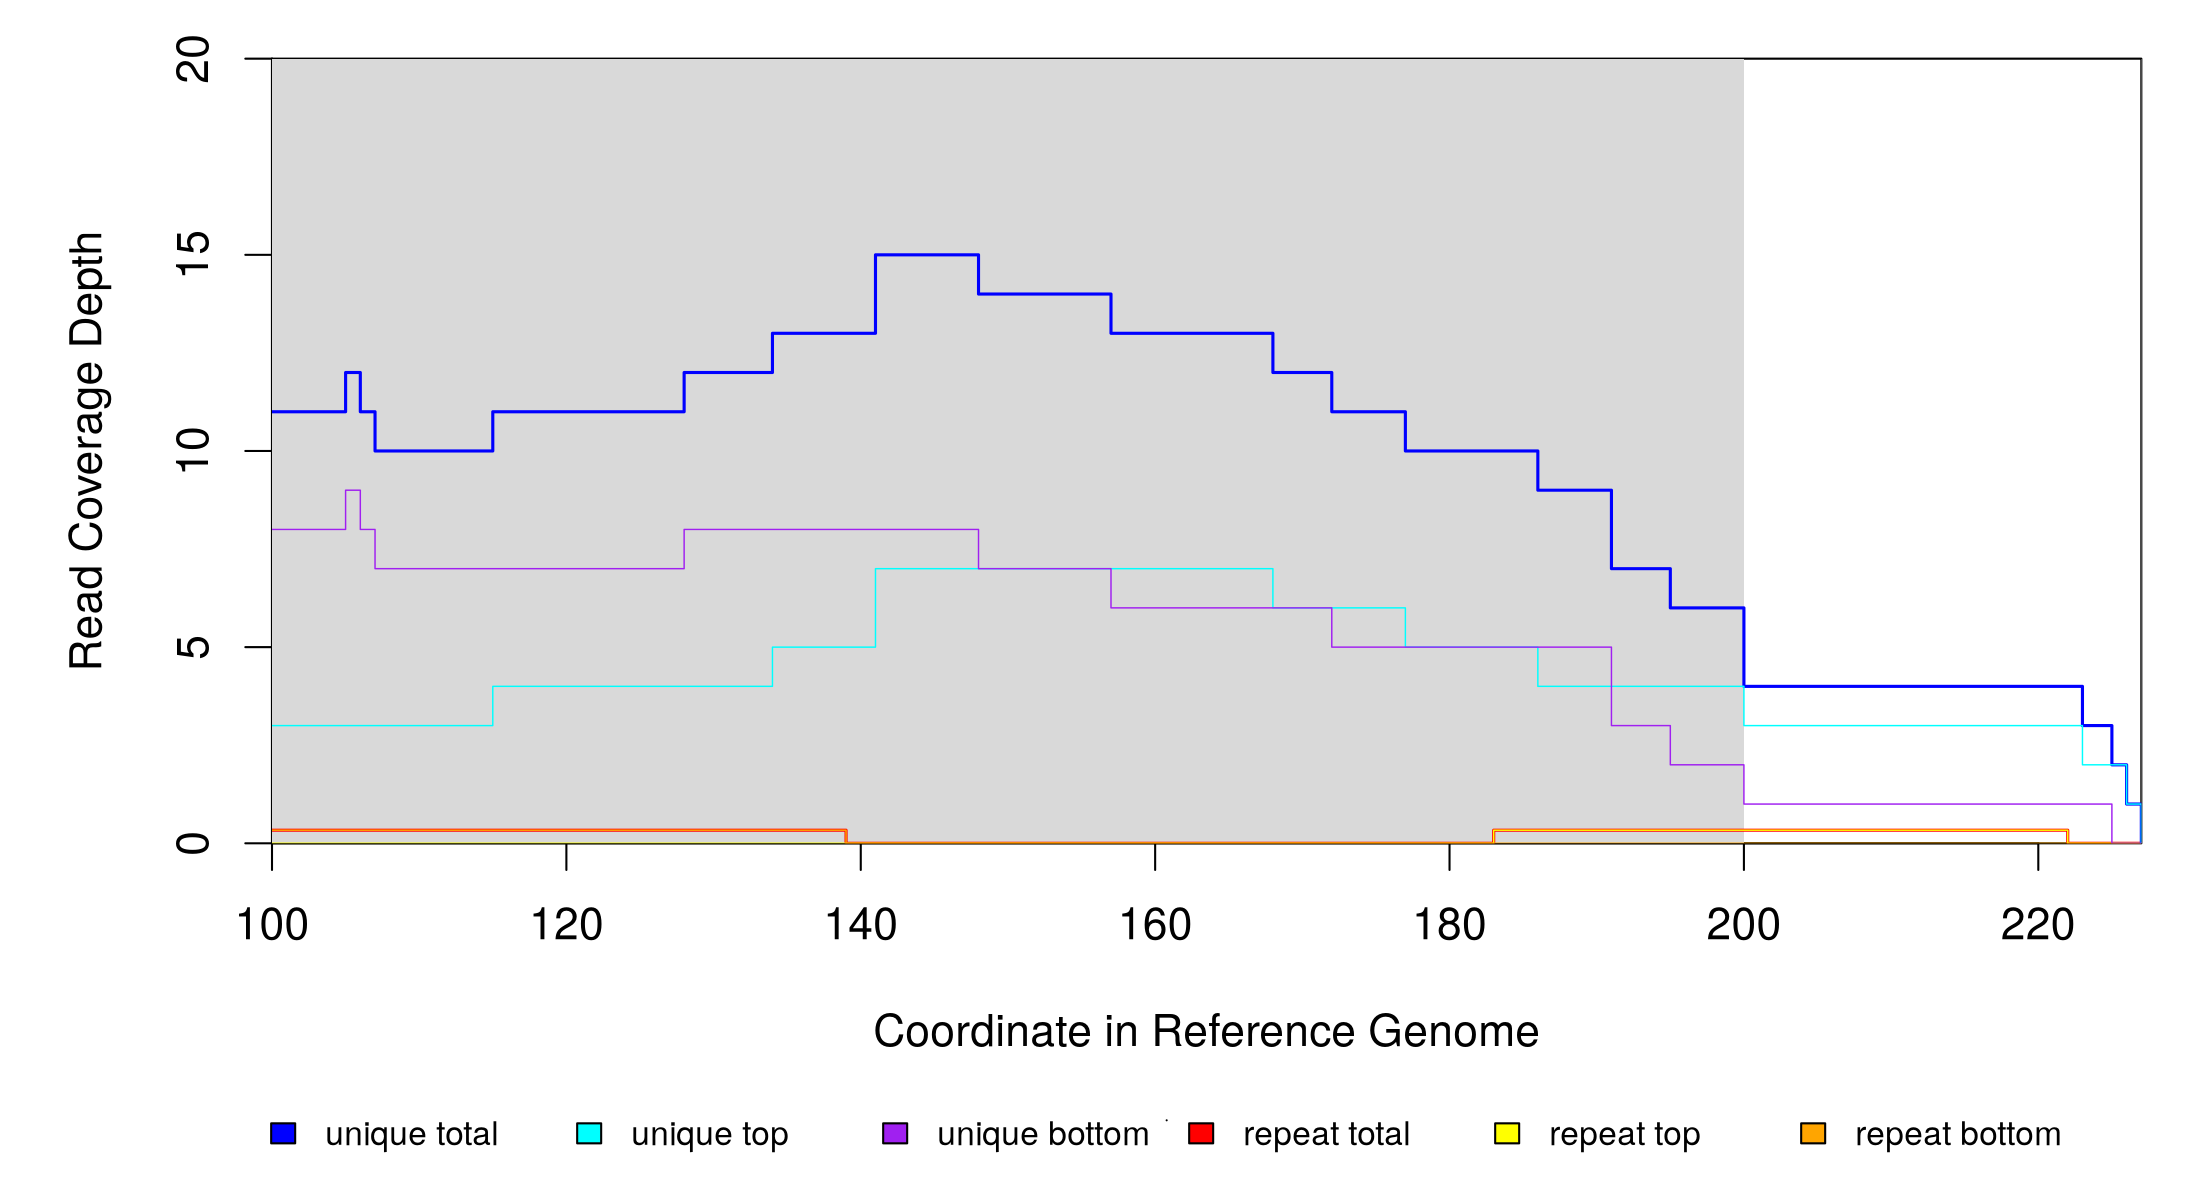 20
15
10
5
0
Read Coverage Depth
100 120 140 160 180 200 220
Coordinate in Reference Genome
unique total unique top unique bottom repeat total repeat top repeat bottom